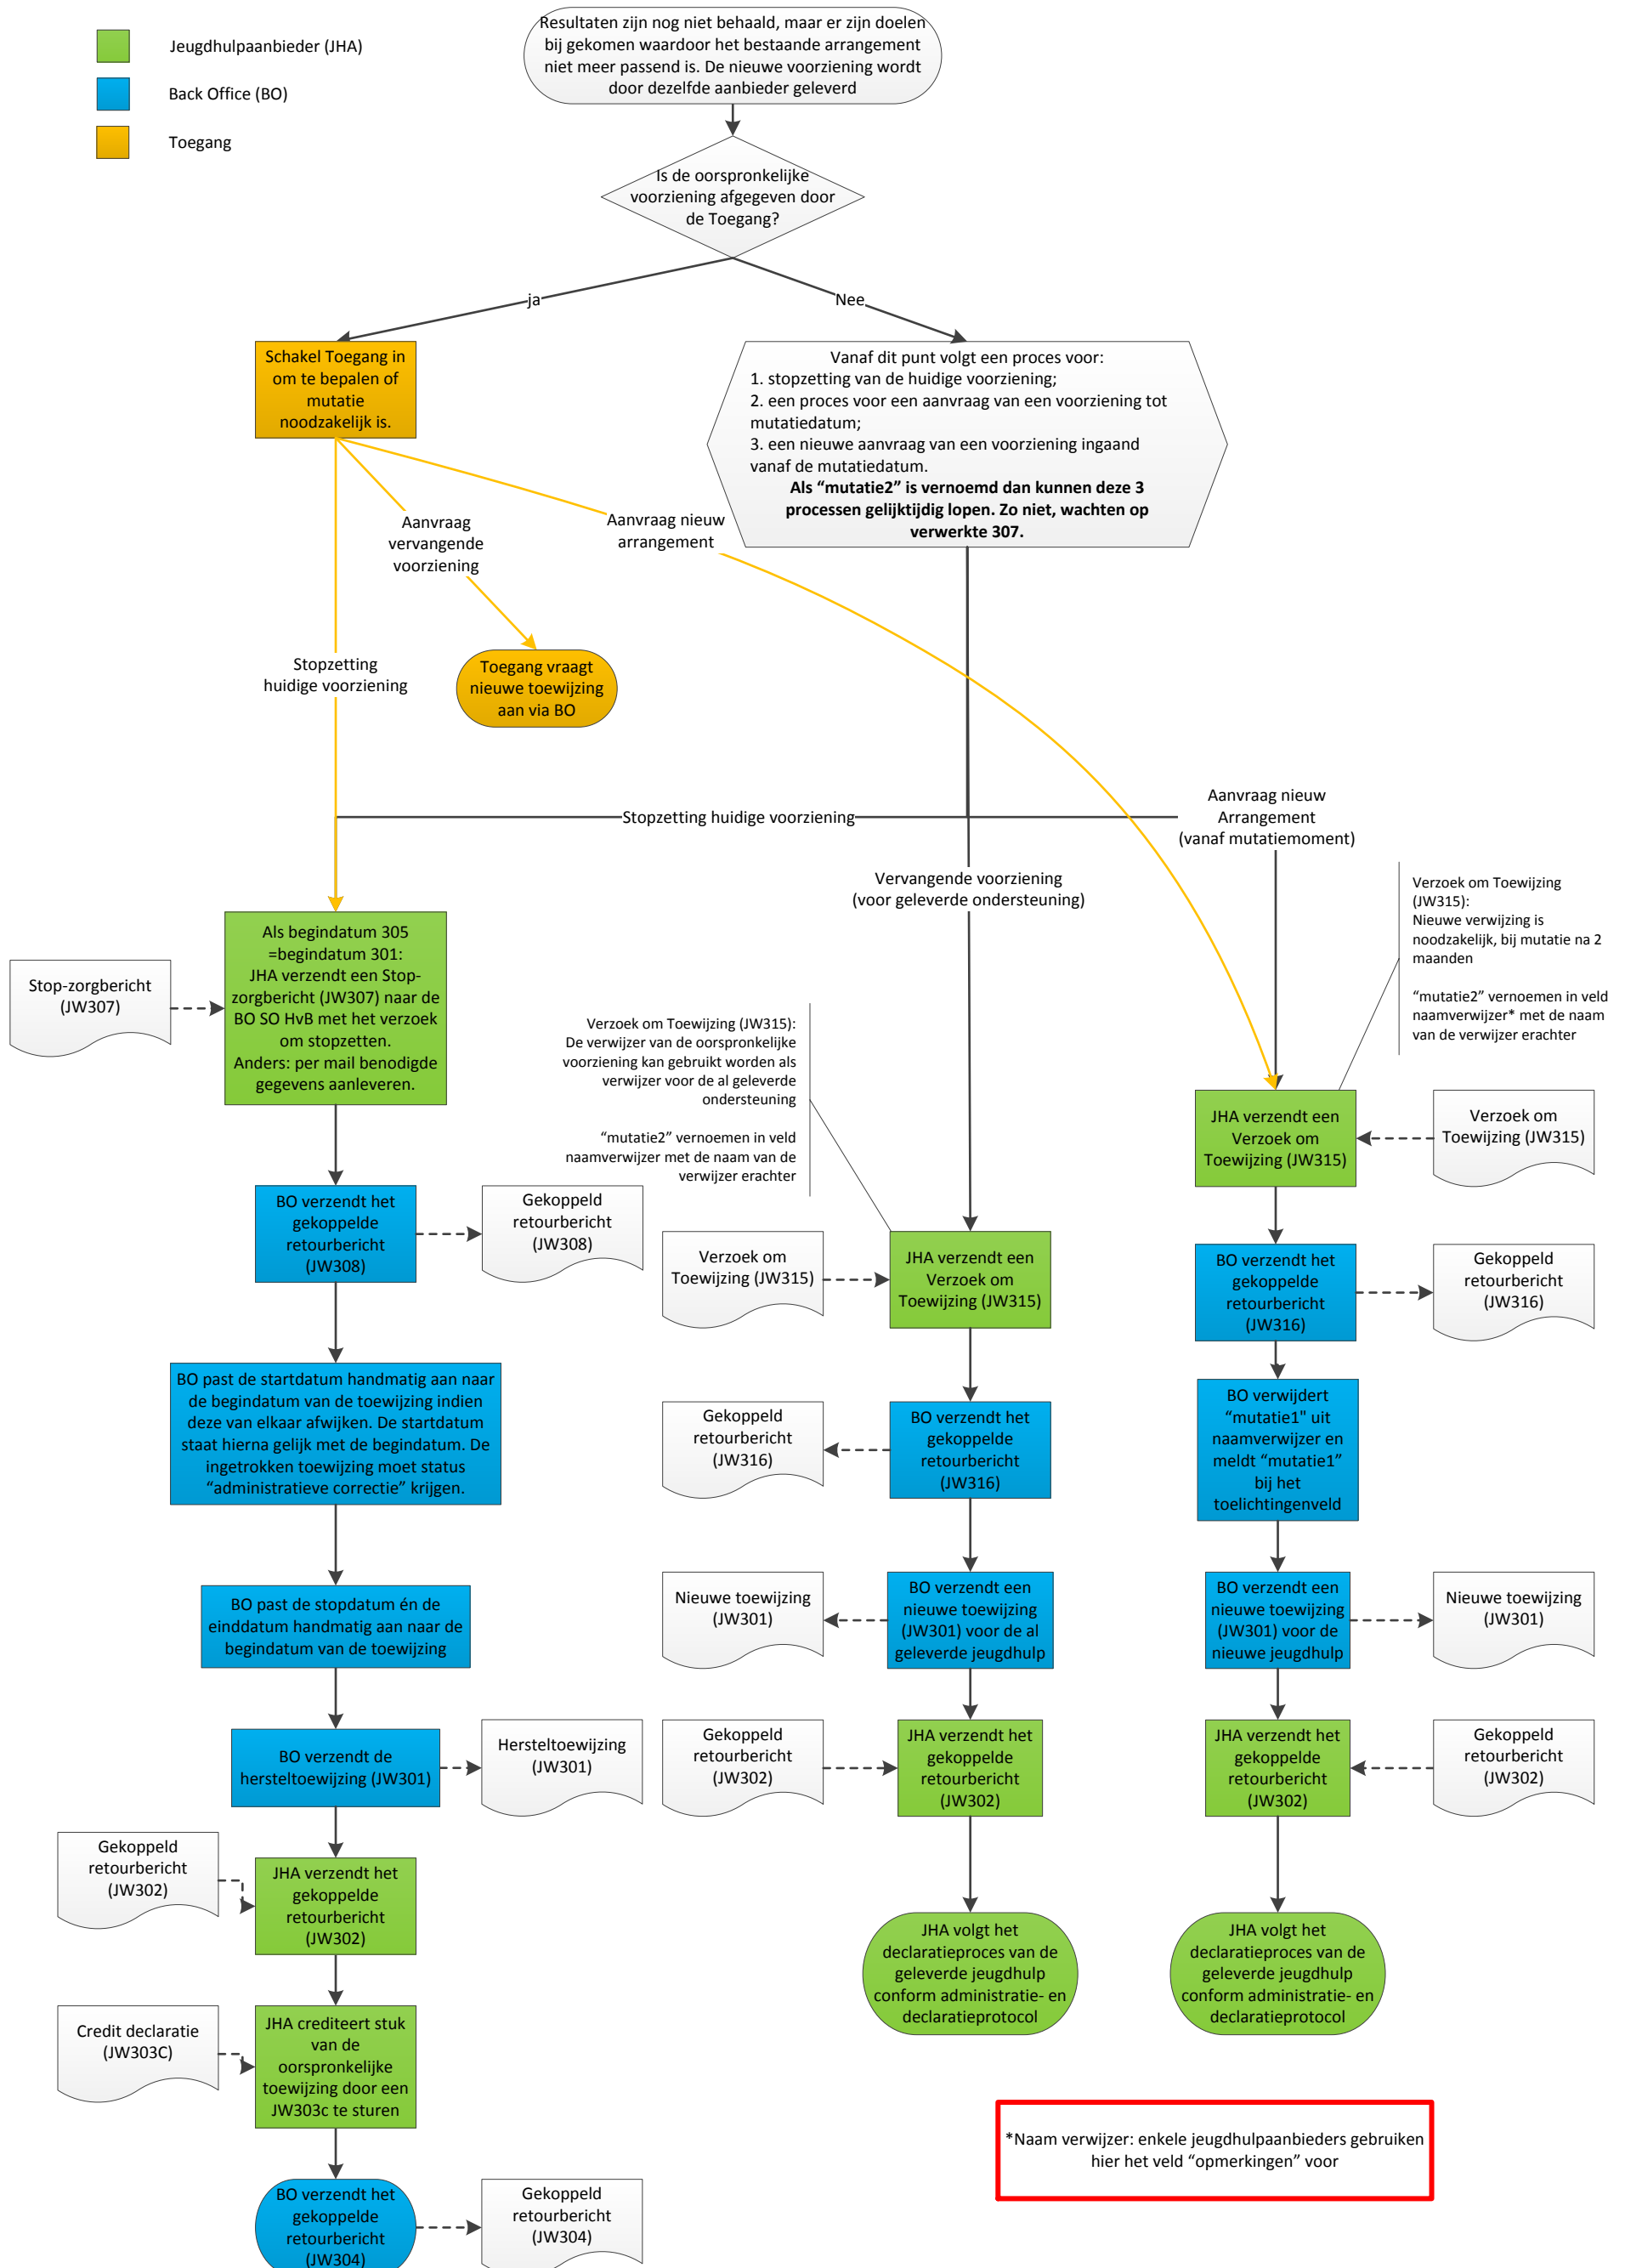 Jeugdhulpaanbieder (JHA)
Back Office (BO)
Toegang
Resultaten zijn nog niet behaald, maar er zijn doelen
bij gekomen waardoor het bestaande arrangement
niet meer passend is. De nieuwe voorziening wordt
door dezelfde aanbieder geleverd
Is de oorspronkelijke
voorziening afgegeven door
de Toegang?
ja
Nee
Schakel Toegang in
om te bepalen of
mutatie
noodzakelijk is.
Vanaf dit punt volgt een proces voor:
1. stopzetting van de huidige voorziening;
2. een proces voor een aanvraag van een voorziening tot
mutatiedatum;
3. een nieuwe aanvraag van een voorziening ingaand
vanaf de mutatiedatum.
Als “mutatie2” is vernoemd dan kunnen deze 3
processen gelijktijdig lopen. Zo niet, wachten op
verwerkte 307.
Aanvraag
vervangende
voorziening
Aanvraag nieuw
arrangement
Stopzetting
huidige voorziening
Toegang vraagt
nieuwe toewijzing
aan via BO
Stopzetting huidige voorziening
Aanvraag nieuw
Arrangement
(vanaf mutatiemoment)
Vervangende voorziening
(voor geleverde ondersteuning)
Verzoek om Toewijzing
(JW315):
Nieuwe verwijzing is
noodzakelijk, bij mutatie na 2
maanden
“mutatie2” vernoemen in veld
naamverwijzer* met de naam
van de verwijzer erachter
Stop-zorgbericht
(JW307)
Als begindatum 305
=begindatum 301:
JHA verzendt een Stop-
zorgbericht (JW307) naar de
BO SO HvB met het verzoek
om stopzetten.
Anders: per mail benodigde
gegevens aanleveren.
Verzoek om Toewijzing (JW315):
De verwijzer van de oorspronkelijke
voorziening kan gebruikt worden als
verwijzer voor de al geleverde
ondersteuning
“mutatie2” vernoemen in veld
naamverwijzer met de naam van de
verwijzer erachter
JHA verzendt een
Verzoek om
Toewijzing (JW315)
Verzoek om
Toewijzing (JW315)
BO verzendt het
gekoppelde
retourbericht
(JW308)
Gekoppeld
retourbericht
(JW308)
Verzoek om
Toewijzing (JW315)
JHA verzendt een
Verzoek om
Toewijzing (JW315)
BO verzendt het
gekoppelde
retourbericht
(JW316)
Gekoppeld
retourbericht
(JW316)
BO past de startdatum handmatig aan naar
de begindatum van de toewijzing indien
deze van elkaar afwijken. De startdatum
staat hierna gelijk met de begindatum. De
ingetrokken toewijzing moet status
“administratieve correctie” krijgen.
Gekoppeld
retourbericht
(JW316)
BO verzendt het
gekoppelde
retourbericht
(JW316)
BO verwijdert
“mutatie1" uit
naamverwijzer en
meldt “mutatie1”
bij het
toelichtingenveld
BO past de stopdatum én de
einddatum handmatig aan naar de
begindatum van de toewijzing
Nieuwe toewijzing
(JW301)
BO verzendt een
nieuwe toewijzing
(JW301) voor de al
geleverde jeugdhulp
BO verzendt een
nieuwe toewijzing
(JW301) voor de
nieuwe jeugdhulp
Nieuwe toewijzing
(JW301)
BO verzendt de
hersteltoewijzing (JW301)
Hersteltoewijzing
(JW301)
Gekoppeld
retourbericht
(JW302)
JHA verzendt het
gekoppelde
retourbericht
(JW302)
JHA verzendt het
gekoppelde
retourbericht
(JW302)
Gekoppeld
retourbericht
(JW302)
Gekoppeld
retourbericht
(JW302)
JHA verzendt het
gekoppelde
retourbericht
(JW302)
JHA volgt het
declaratieproces van de
geleverde jeugdhulp
conform administratie- en
declaratieprotocol
JHA volgt het
declaratieproces van de
geleverde jeugdhulp
conform administratie- en
declaratieprotocol
Credit declaratie
(JW303C)
JHA crediteert stuk
van de
oorspronkelijke
toewijzing door een
JW303c te sturen
*Naam verwijzer: enkele jeugdhulpaanbieders gebruiken
hier het veld “opmerkingen” voor
BO verzendt het
gekoppelde
retourbericht
(JW304)
Gekoppeld
retourbericht
(JW304)